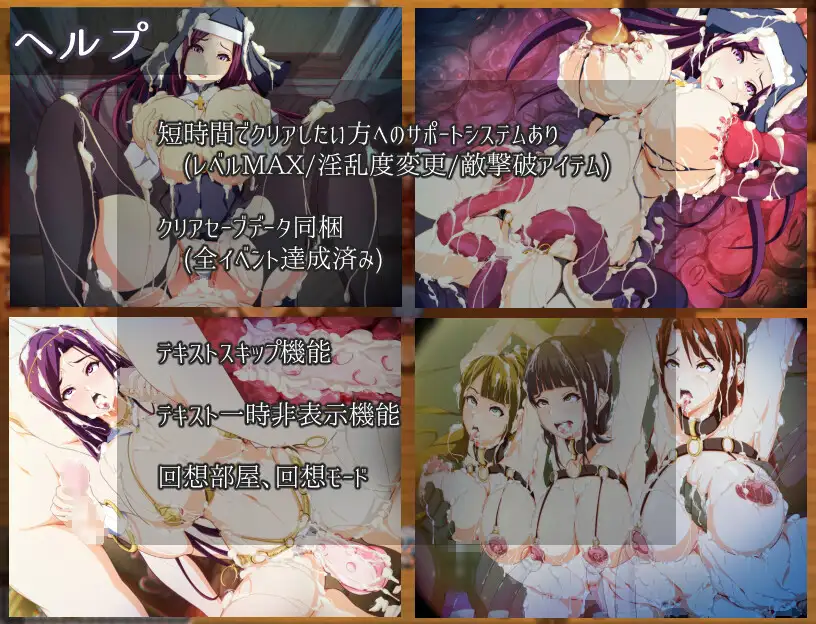 ヘルプ
短時間でクリアしたい方へのサポートシステムあり
(レベルMAX/淫乱度変更/敵撃破アイテム)
クリアセーブデータ同梱
(全イベント達成済み)
テキストスキップ機能
テキスト一時非表示機能
回想部屋、回想モード